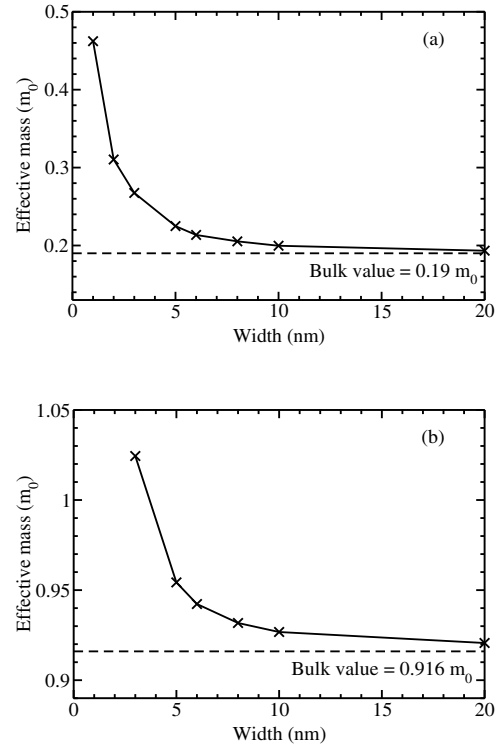 0.5
(a)
0.4
0.3
0.2
Effective mass (m0)
Bulk value = 0.19 m0
0 5 10 15 20
Width (nm)
1.05
(b)
1
0.95
0.9
Effective mass (m0)
Bulk value = 0.916 m0
0 5 10 15 20
Width (nm)